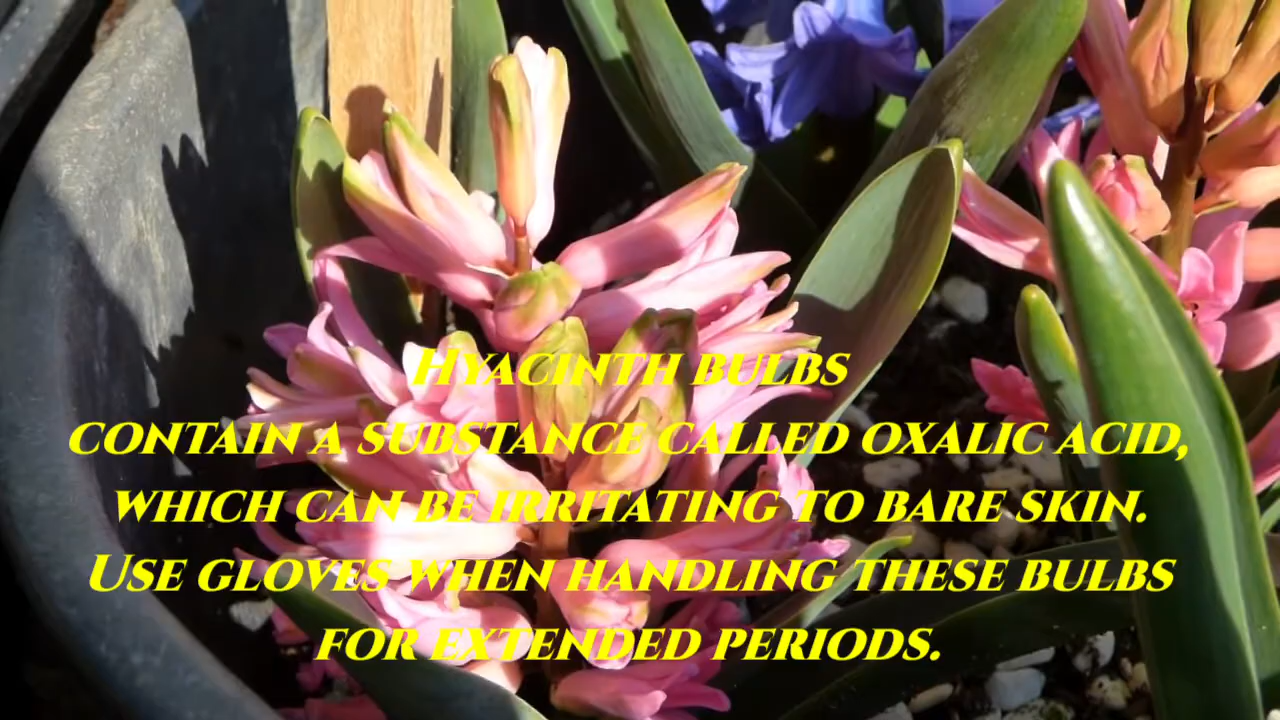 Hyacinth bulbs
contain a substance called oxalic acid,
which can be irritating to bare skin.
Use gloves when handling these bulbs
for extended periods.